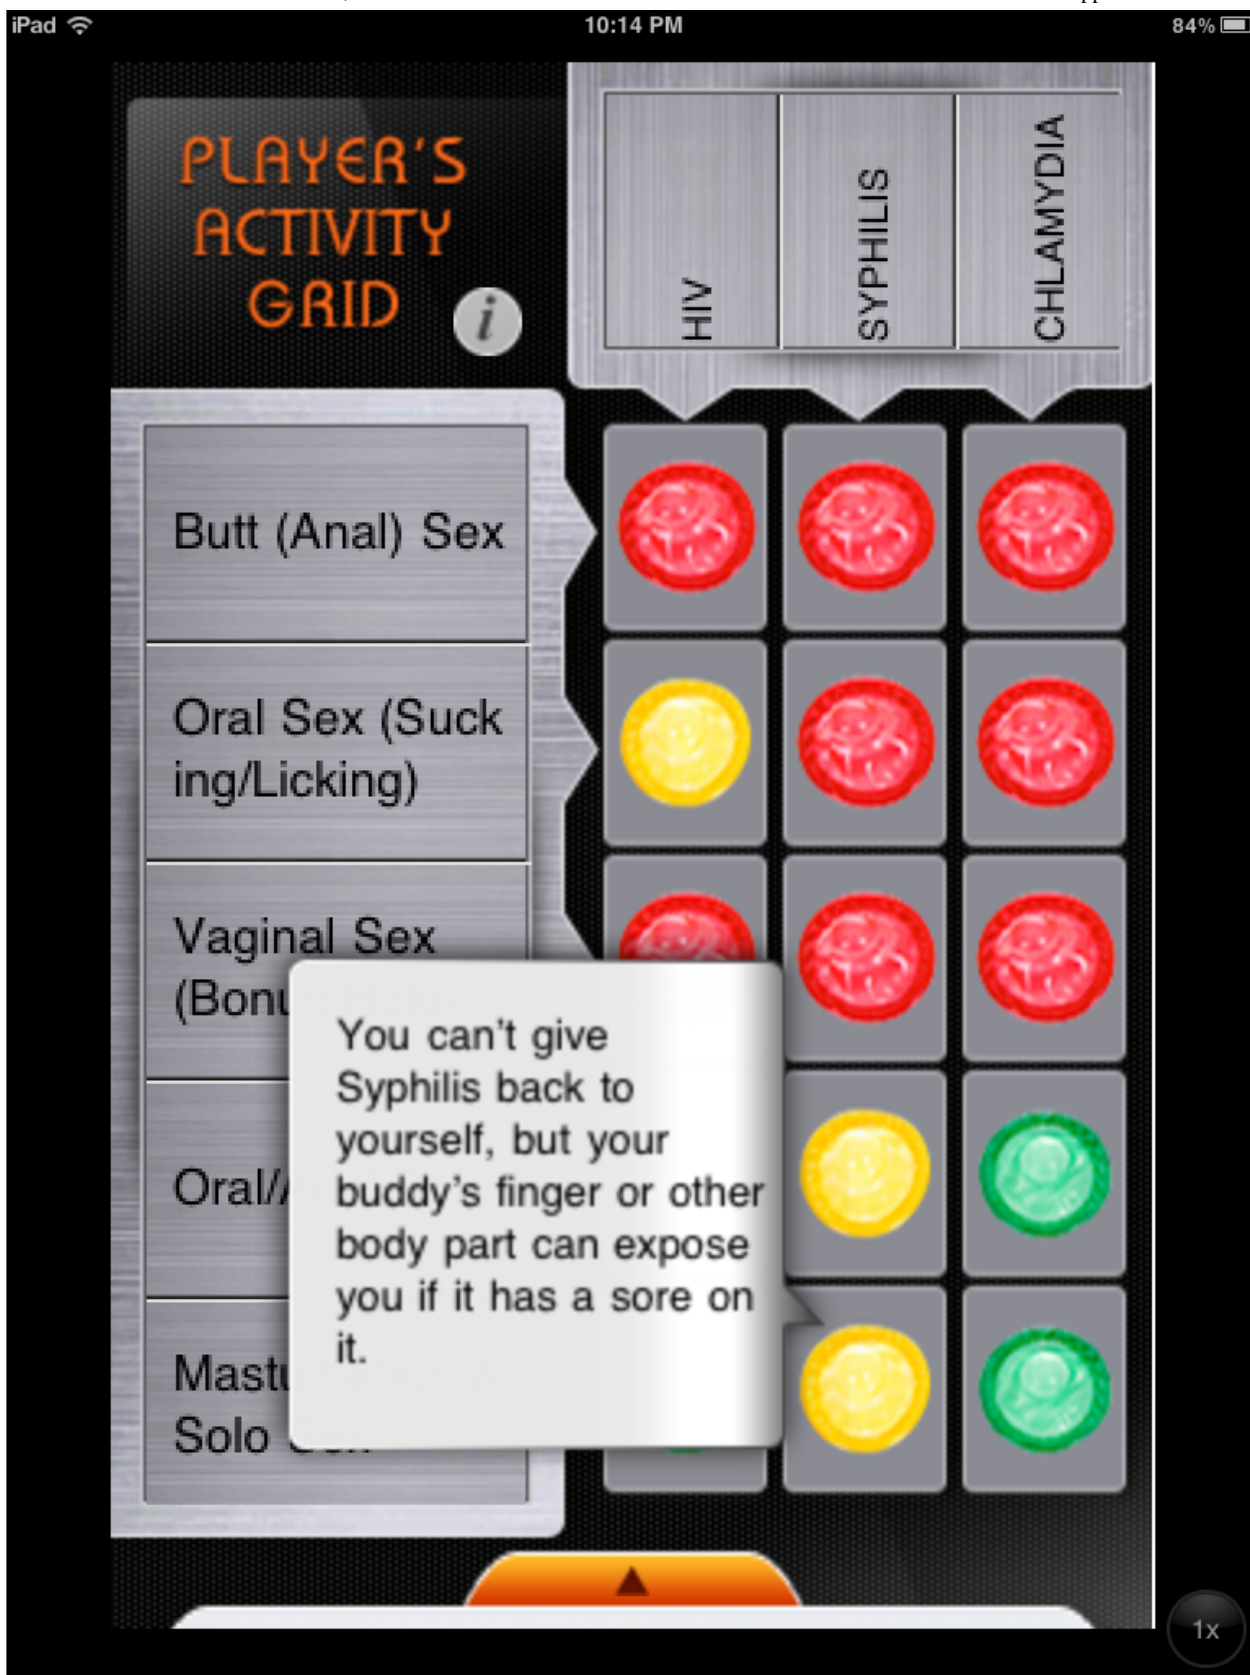 iPad
10:14 PM
84%
PLAYER'S
ACTIVITY
GRID
i
HIV
SYPHILIS
CHLAMYDIA
Butt (Anal) Sex
Oral Sex (Suck
ing/Licking)
Vaginal Sex
You can't give
Syphilis back to
yourself, but your
buddy's finger or other
body part can expose
you if it has a sore on
it.
Solo
1x